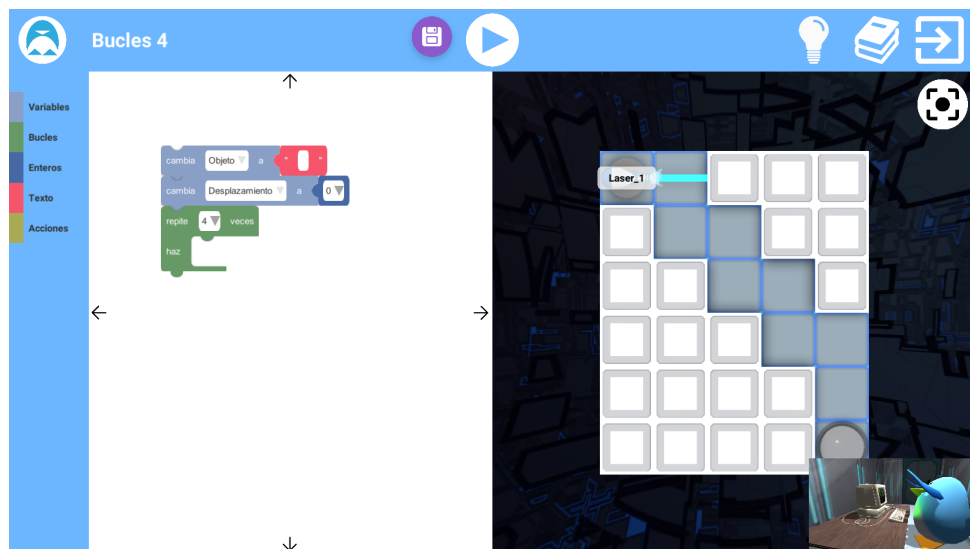 Bucles 4
Variables
Bucles
Enteros
Texto
Acciones
cambia Objeto a " "
cambia Desplazamiento a 0
repite 4 veces
haz
Laser_1